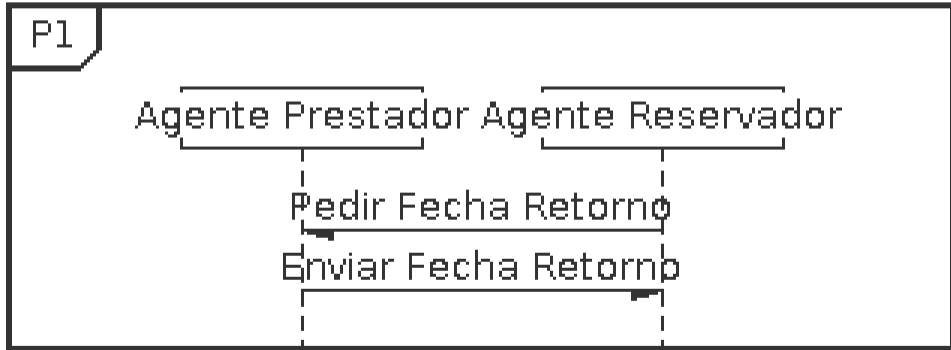 P1
Agente Prestador Agente Reservador
Pedir Fecha Retorno
Enviar Fecha Retorno